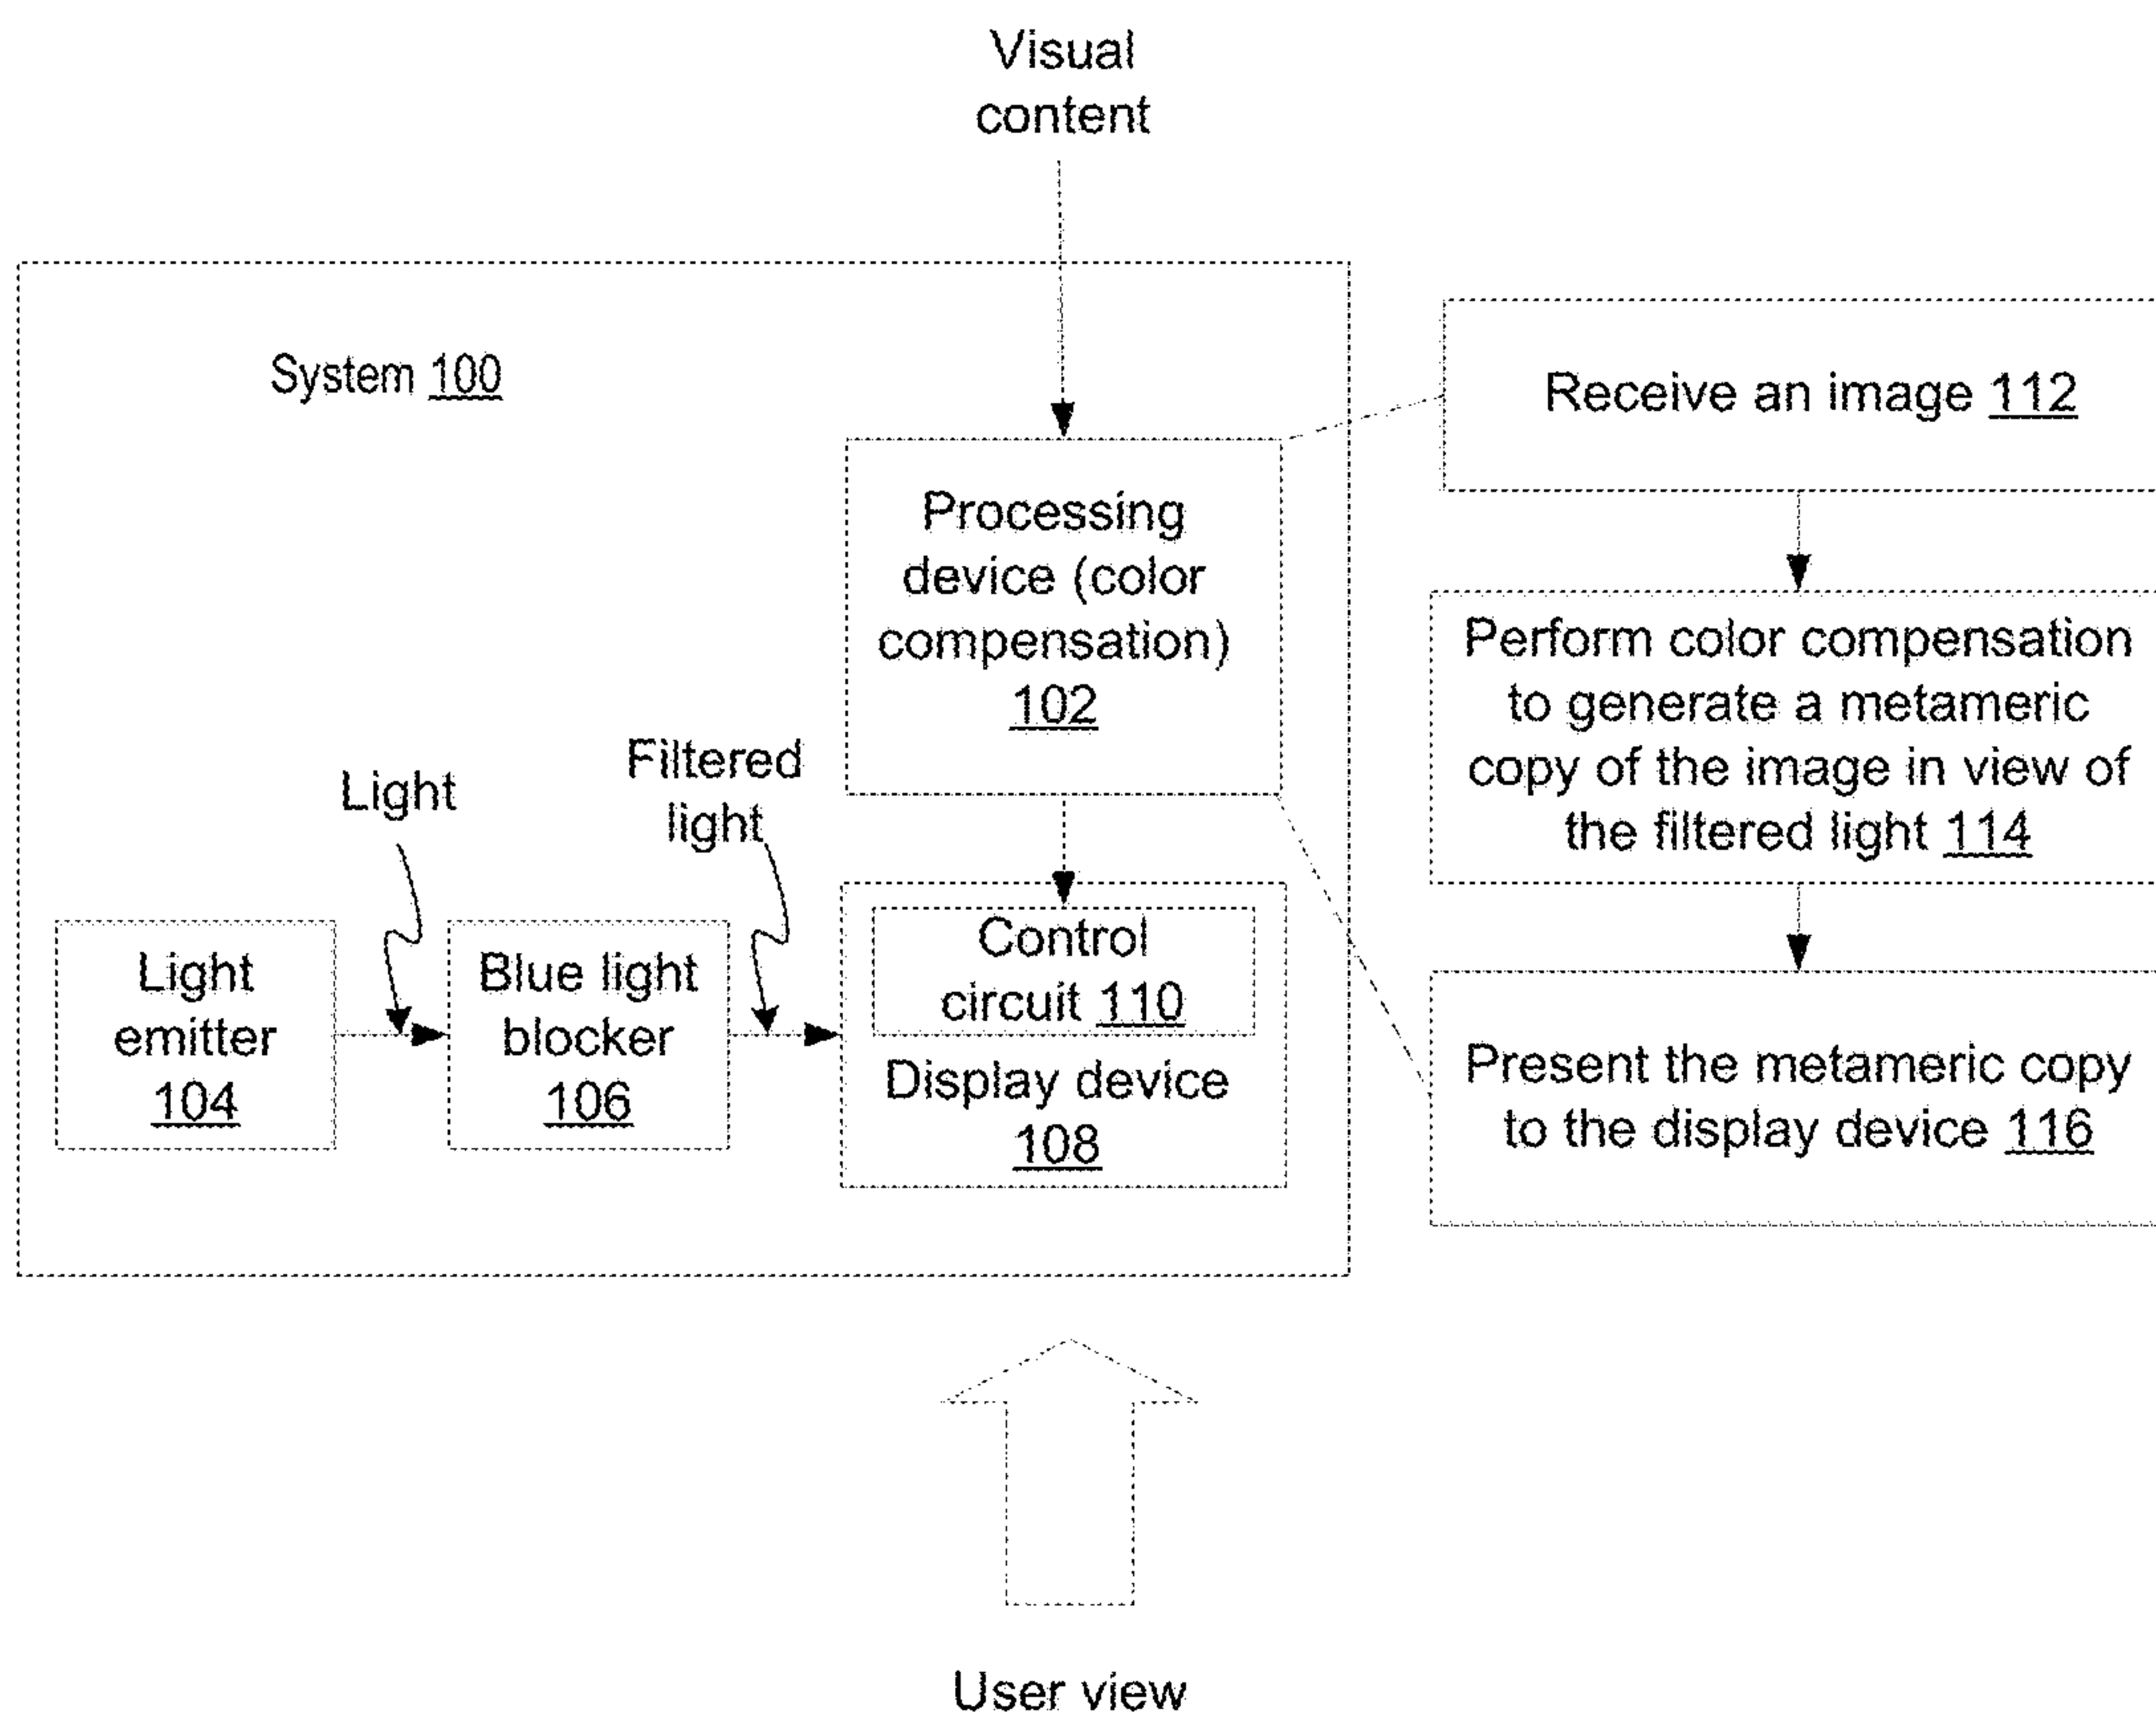 Visual
content
System 100
Processing
device (color
compensation)
102
Light
Filtered
light
Light
emitter
104
Blue light
blocker
106
Control
circuit 110
Display device
108
Receive an image 112
Perform color compensation
to generate a metameric
copy of the image in view of
the filtered light 114
Present the metameric copy
to the display device 116
User view